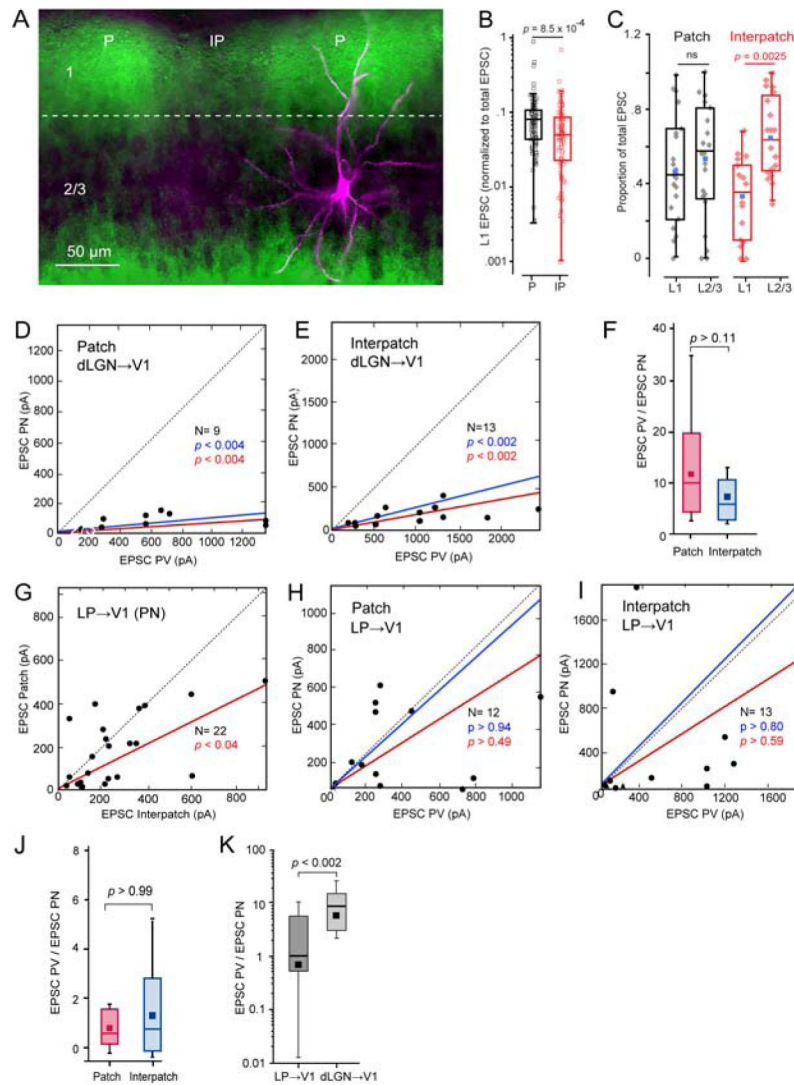 A
P IP P
1
2/3
50 µm
B
p = 8.5 x 10⁻⁴
L1 EPSC (normalized to total EPSC)
1
.1
.01
.001
P IP
C
Patch Interpatch
ns p = 0.0025
Proportion of total EPSC
1.2
.8
.4
0
L1 L2/3 L1 L2/3
D
Patch
dLGN→V1
EPSC PN (pA)
1200
1000
800
600
400
200
0
N= 9
p < 0.004
p < 0.004
0 200 400 600 800 1000 1200
EPSC PV (pA)
E
Interpatch
dLGN→V1
EPSC PN (pA)
2000
1500
1000
500
0
N=13
p < 0.002
p < 0.002
0 500 1000 1500 2000
EPSC PV (pA)
F
p > 0.11
EPSC PV / EPSC PN
40
30
20
10
0
Patch Interpatch
G
LP→V1 (PN)
EPSC Patch (pA)
800
600
400
200
0
N= 22
p < 0.04
0 200 400 600 800
EPSC Interpatch (pA)
H
Patch
LP→V1
EPSC PN (pA)
1000
800
600
400
200
0
N= 12
p > 0.94
p > 0.49
0 200 400 600 800 1000
EPSC PV (pA)
I
Interpatch
LP→V1
EPSC PN (pA)
1800
1400
1000
600
200
N= 13
p > 0.80
p > 0.59
200 600 1000 1400 1800
EPSC PV (pA)
J
p > 0.99
EPSC PV / EPSC PN
8
6
4
2
0
Patch Interpatch
K
p < 0.002
EPSC PV / EPSC PN
100
10
1
0.1
0.01
LP→V1 dLGN→V1